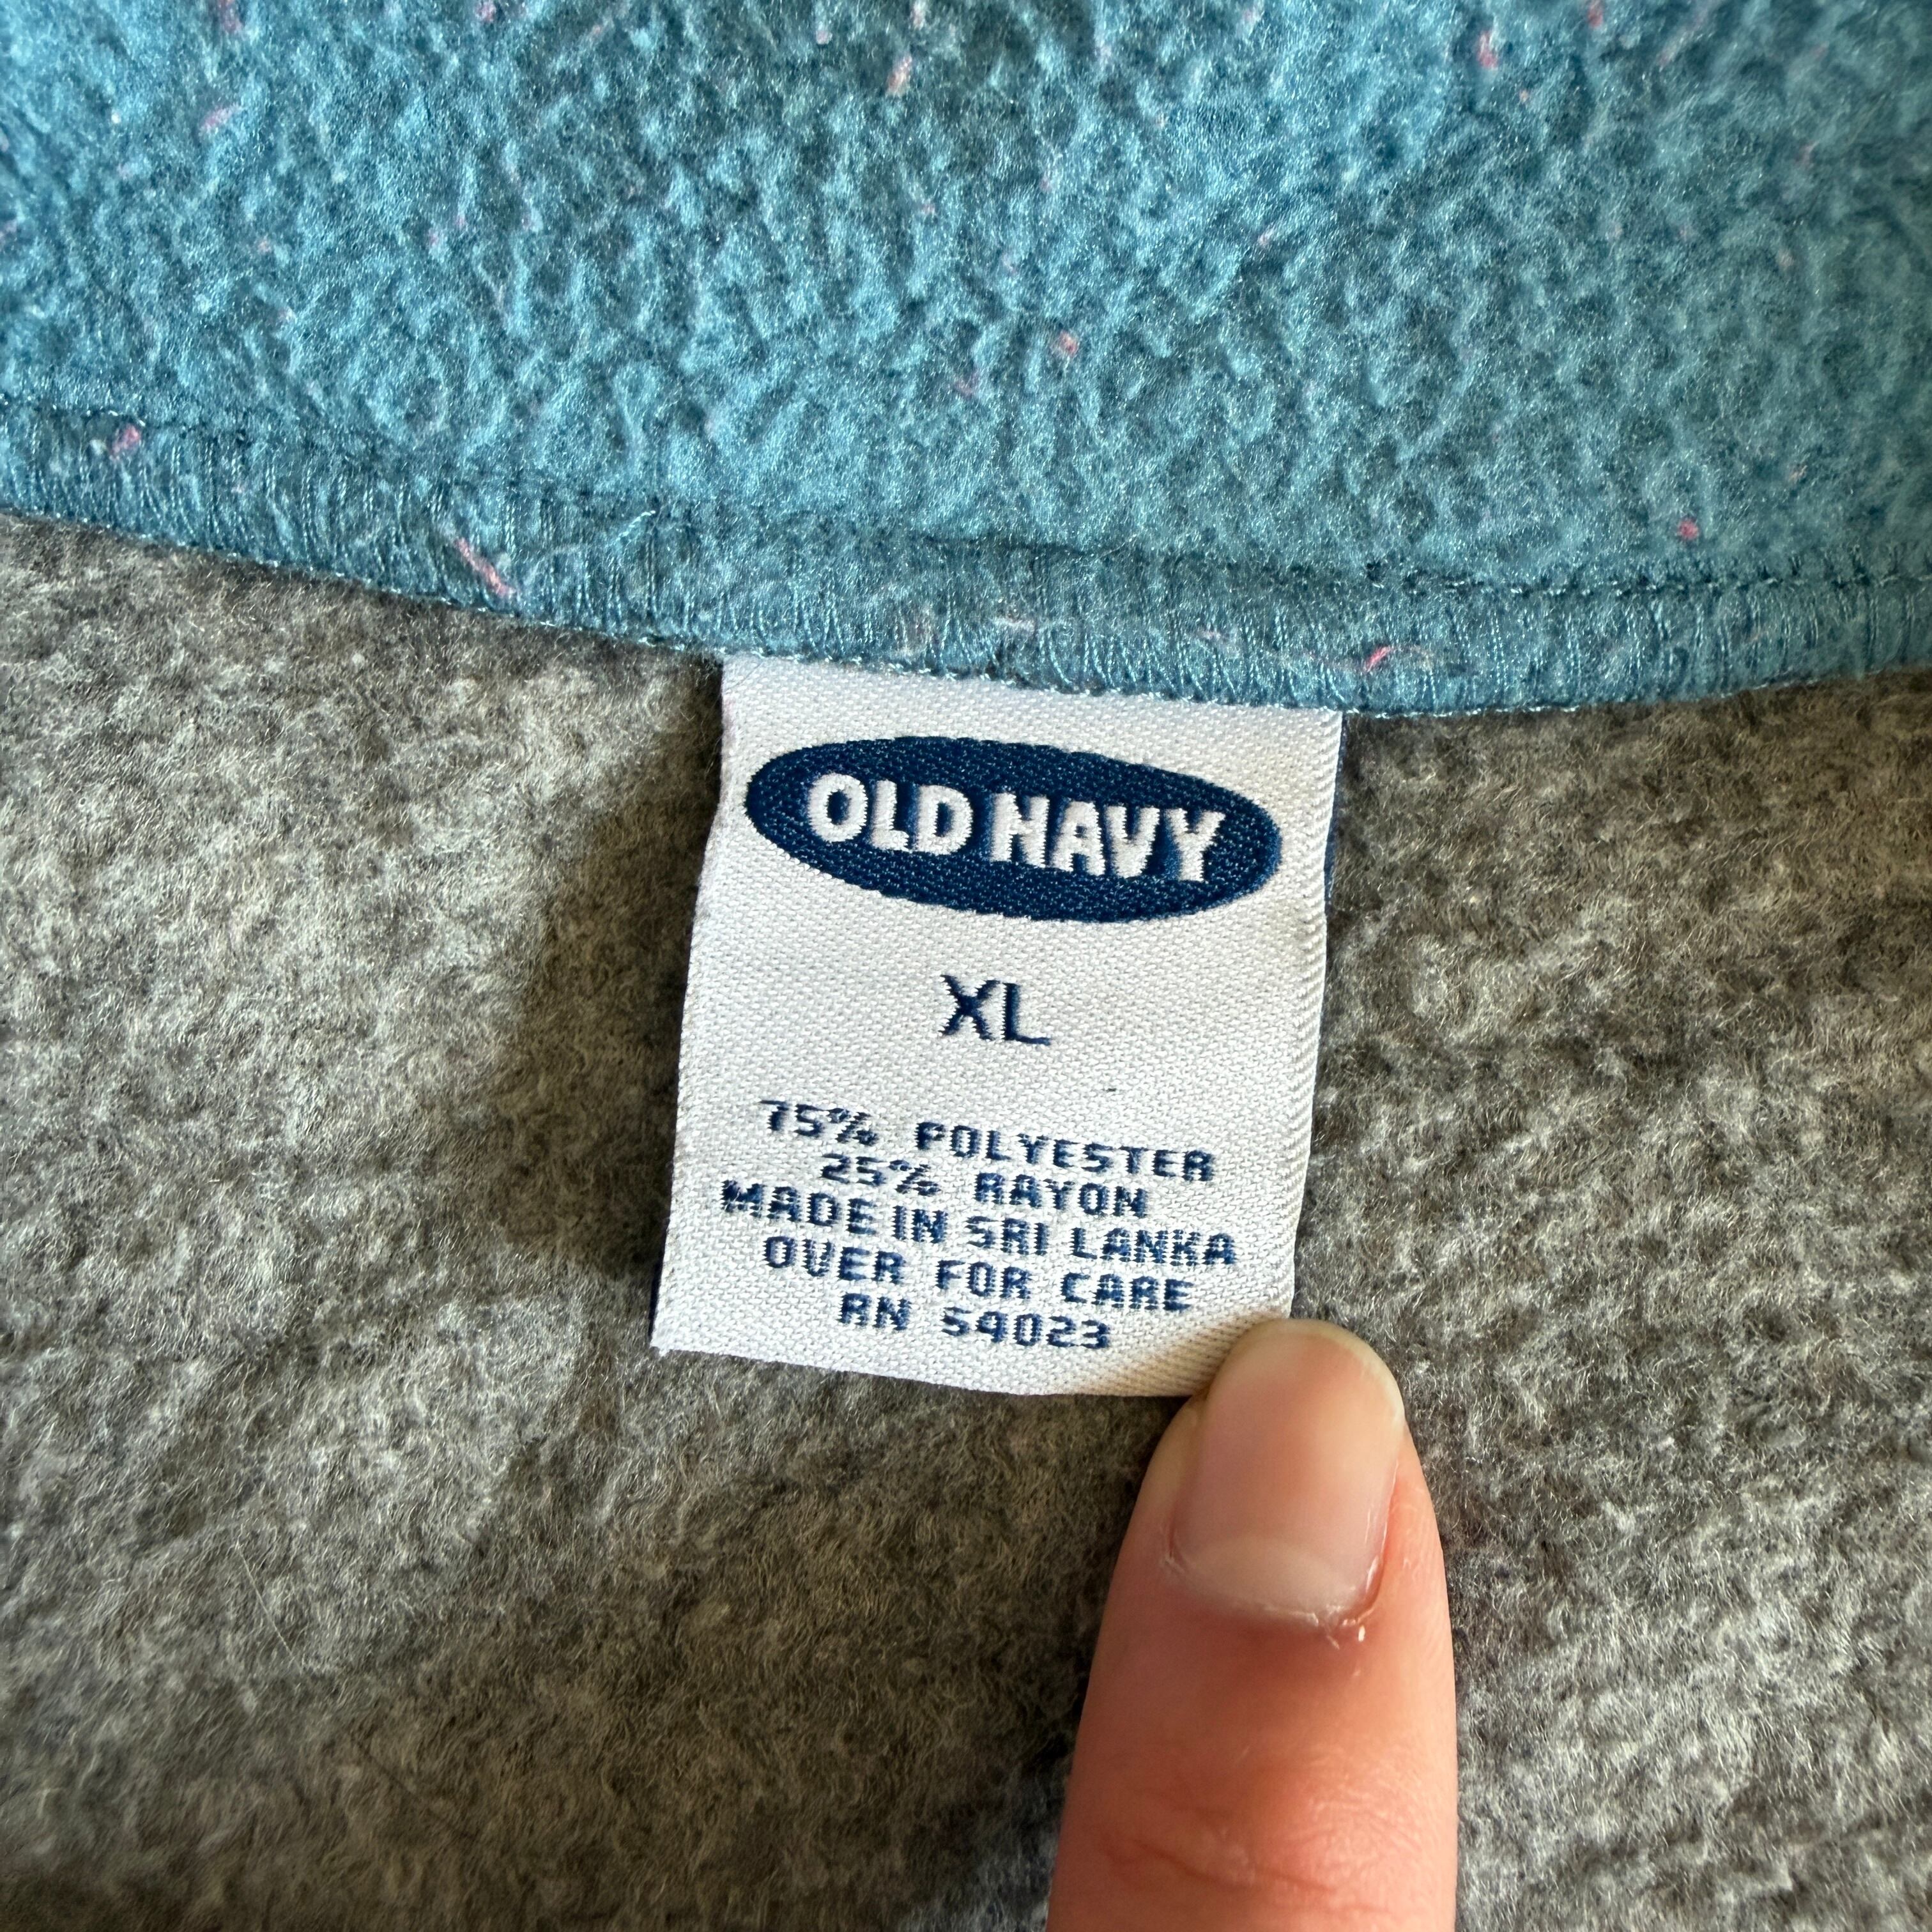 OLD NAVY
XL
75% POLYESTER
25% RAYON
MADE IN SRI LANKA
OVER FOR CARE
RN 54023